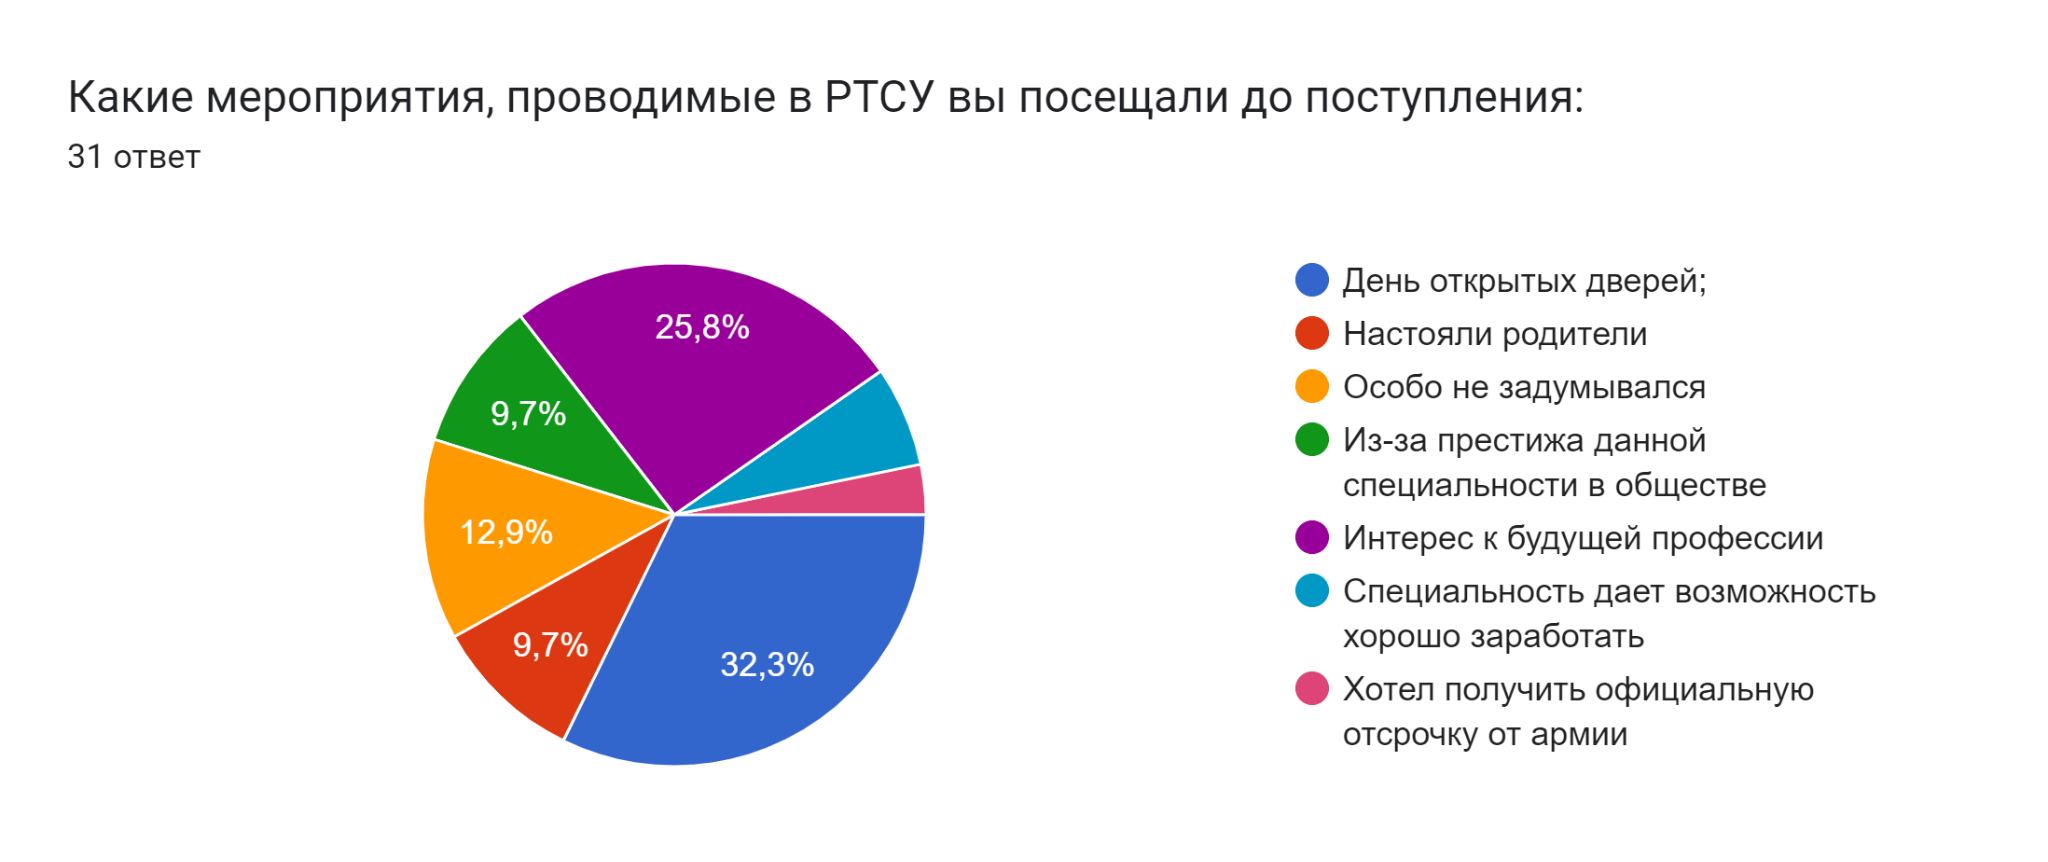 Какие мероприятия, проводимые в РТСУ вы посещали до поступления:
31 ответ
25,8%
9,7%
12,9%
9,7%
32,3%
День открытых дверей;
Настояли родители
Особо не задумывался
Из-за престижа данной
специальности в обществе
Интерес к будущей профессии
Специальность дает возможность
хорошо заработать
Хотел получить официальную
отсрочку от армии